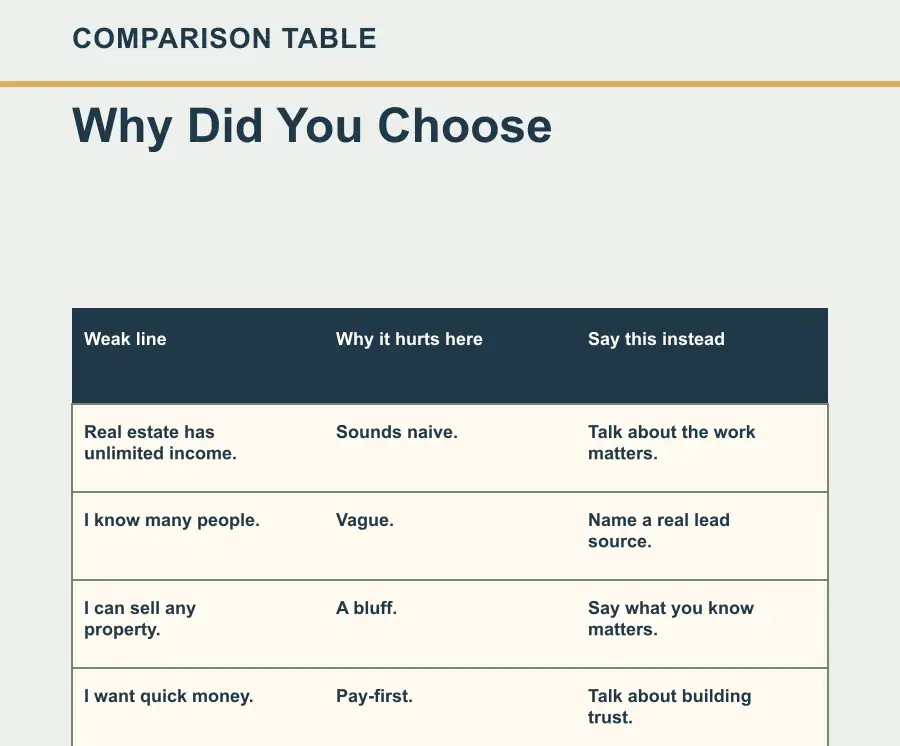 COMPARISON TABLE
Why Did You Choose
Weak line
Why it hurts here
Say this instead
Real estate has
unlimited income.
Sounds naive.
Talk about the work
matters.
I know many people.
Vague.
Name a real lead
source.
I can sell any
property.
A bluff.
Say what you know
matters.
I want quick money.
Pay-first.
Talk about building
trust.